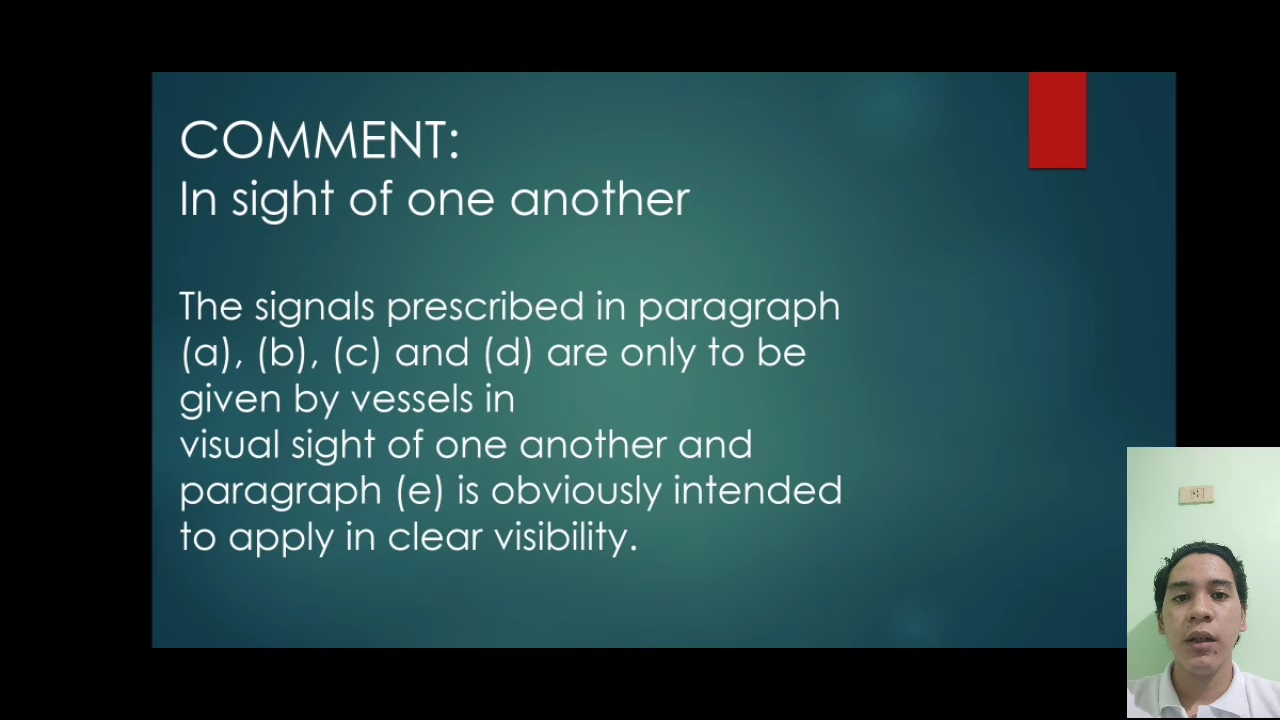 COMMENT:
In sight of one another
The signals prescribed in paragraph
(a), (b), (c) and (d) are only to be
given by vessels in
visual sight of one another and
paragraph (e) is obviously intended
to apply in clear visibility.